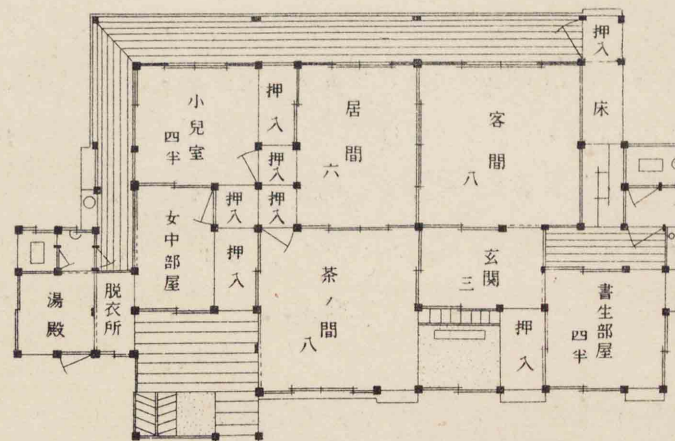 押入
床
客間
八
居間
六
押入
小兒室
四半
押入
押入
押入
女中部屋
押入
茶ノ間
八
玄関
三
押入
書生部屋
四半
脱衣所
湯殿